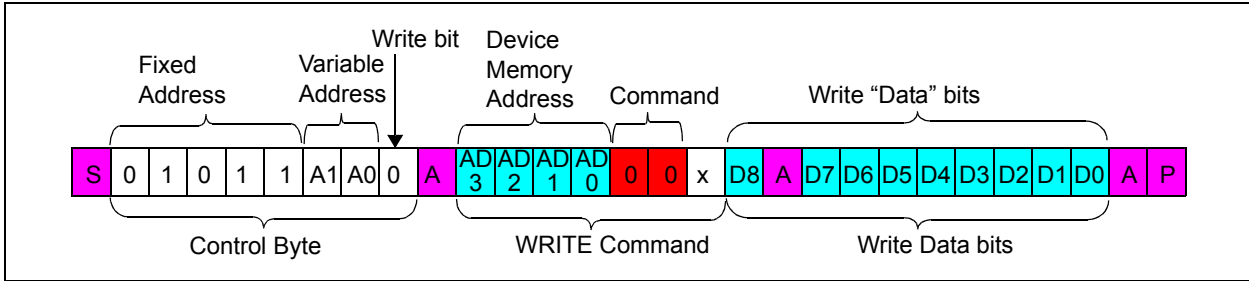 Write bit
Device
Memory
Address
Fixed
Address
Variable
Address
Command
Write “Data” bits
S 0 1 0 1 1 A1 A0 0 A AD3 AD2 AD1 AD0 0 0 x D8 A D7 D6 D5 D4 D3 D2 D1 D0 A P
Control Byte
WRITE Command
Write Data bits